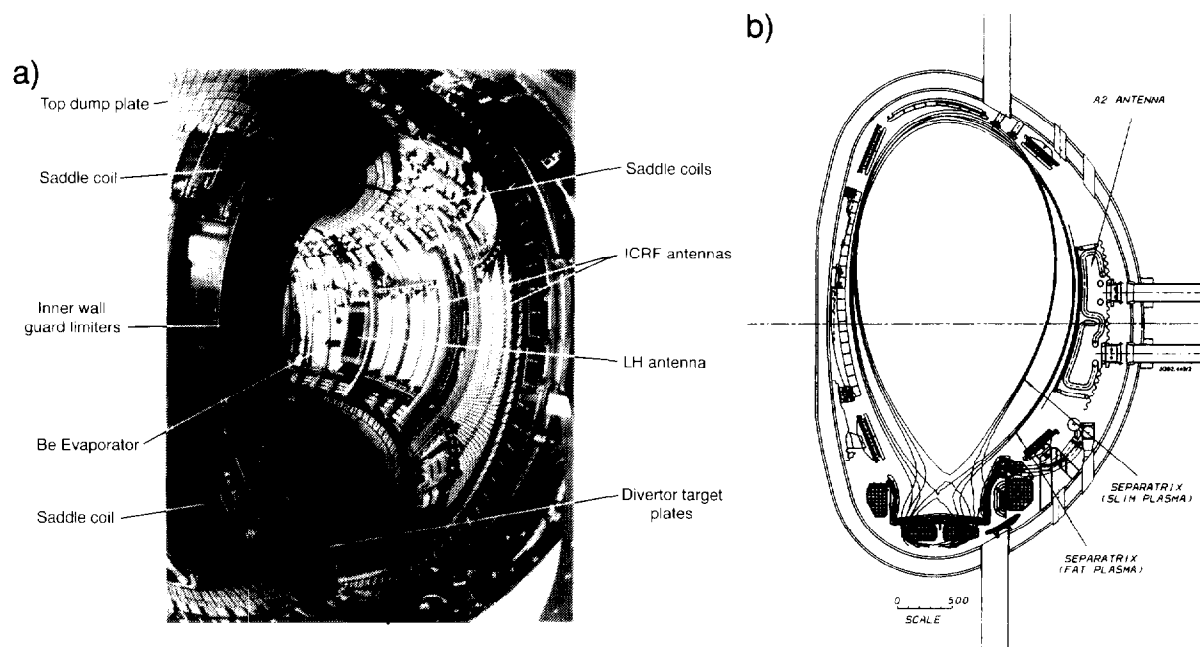 a)
Top dump plate
Saddle coil
Inner wall
guard limiters
Be Evaporator
Saddle coil
Saddle coils
ICRF antennas
LH antenna
Divertor target
plates
b)
A2 ANTENNA
SEPARATRIX
(SLIM PLASMA)
SEPARATRIX
(FAT PLASMA)
0 500
SCALE